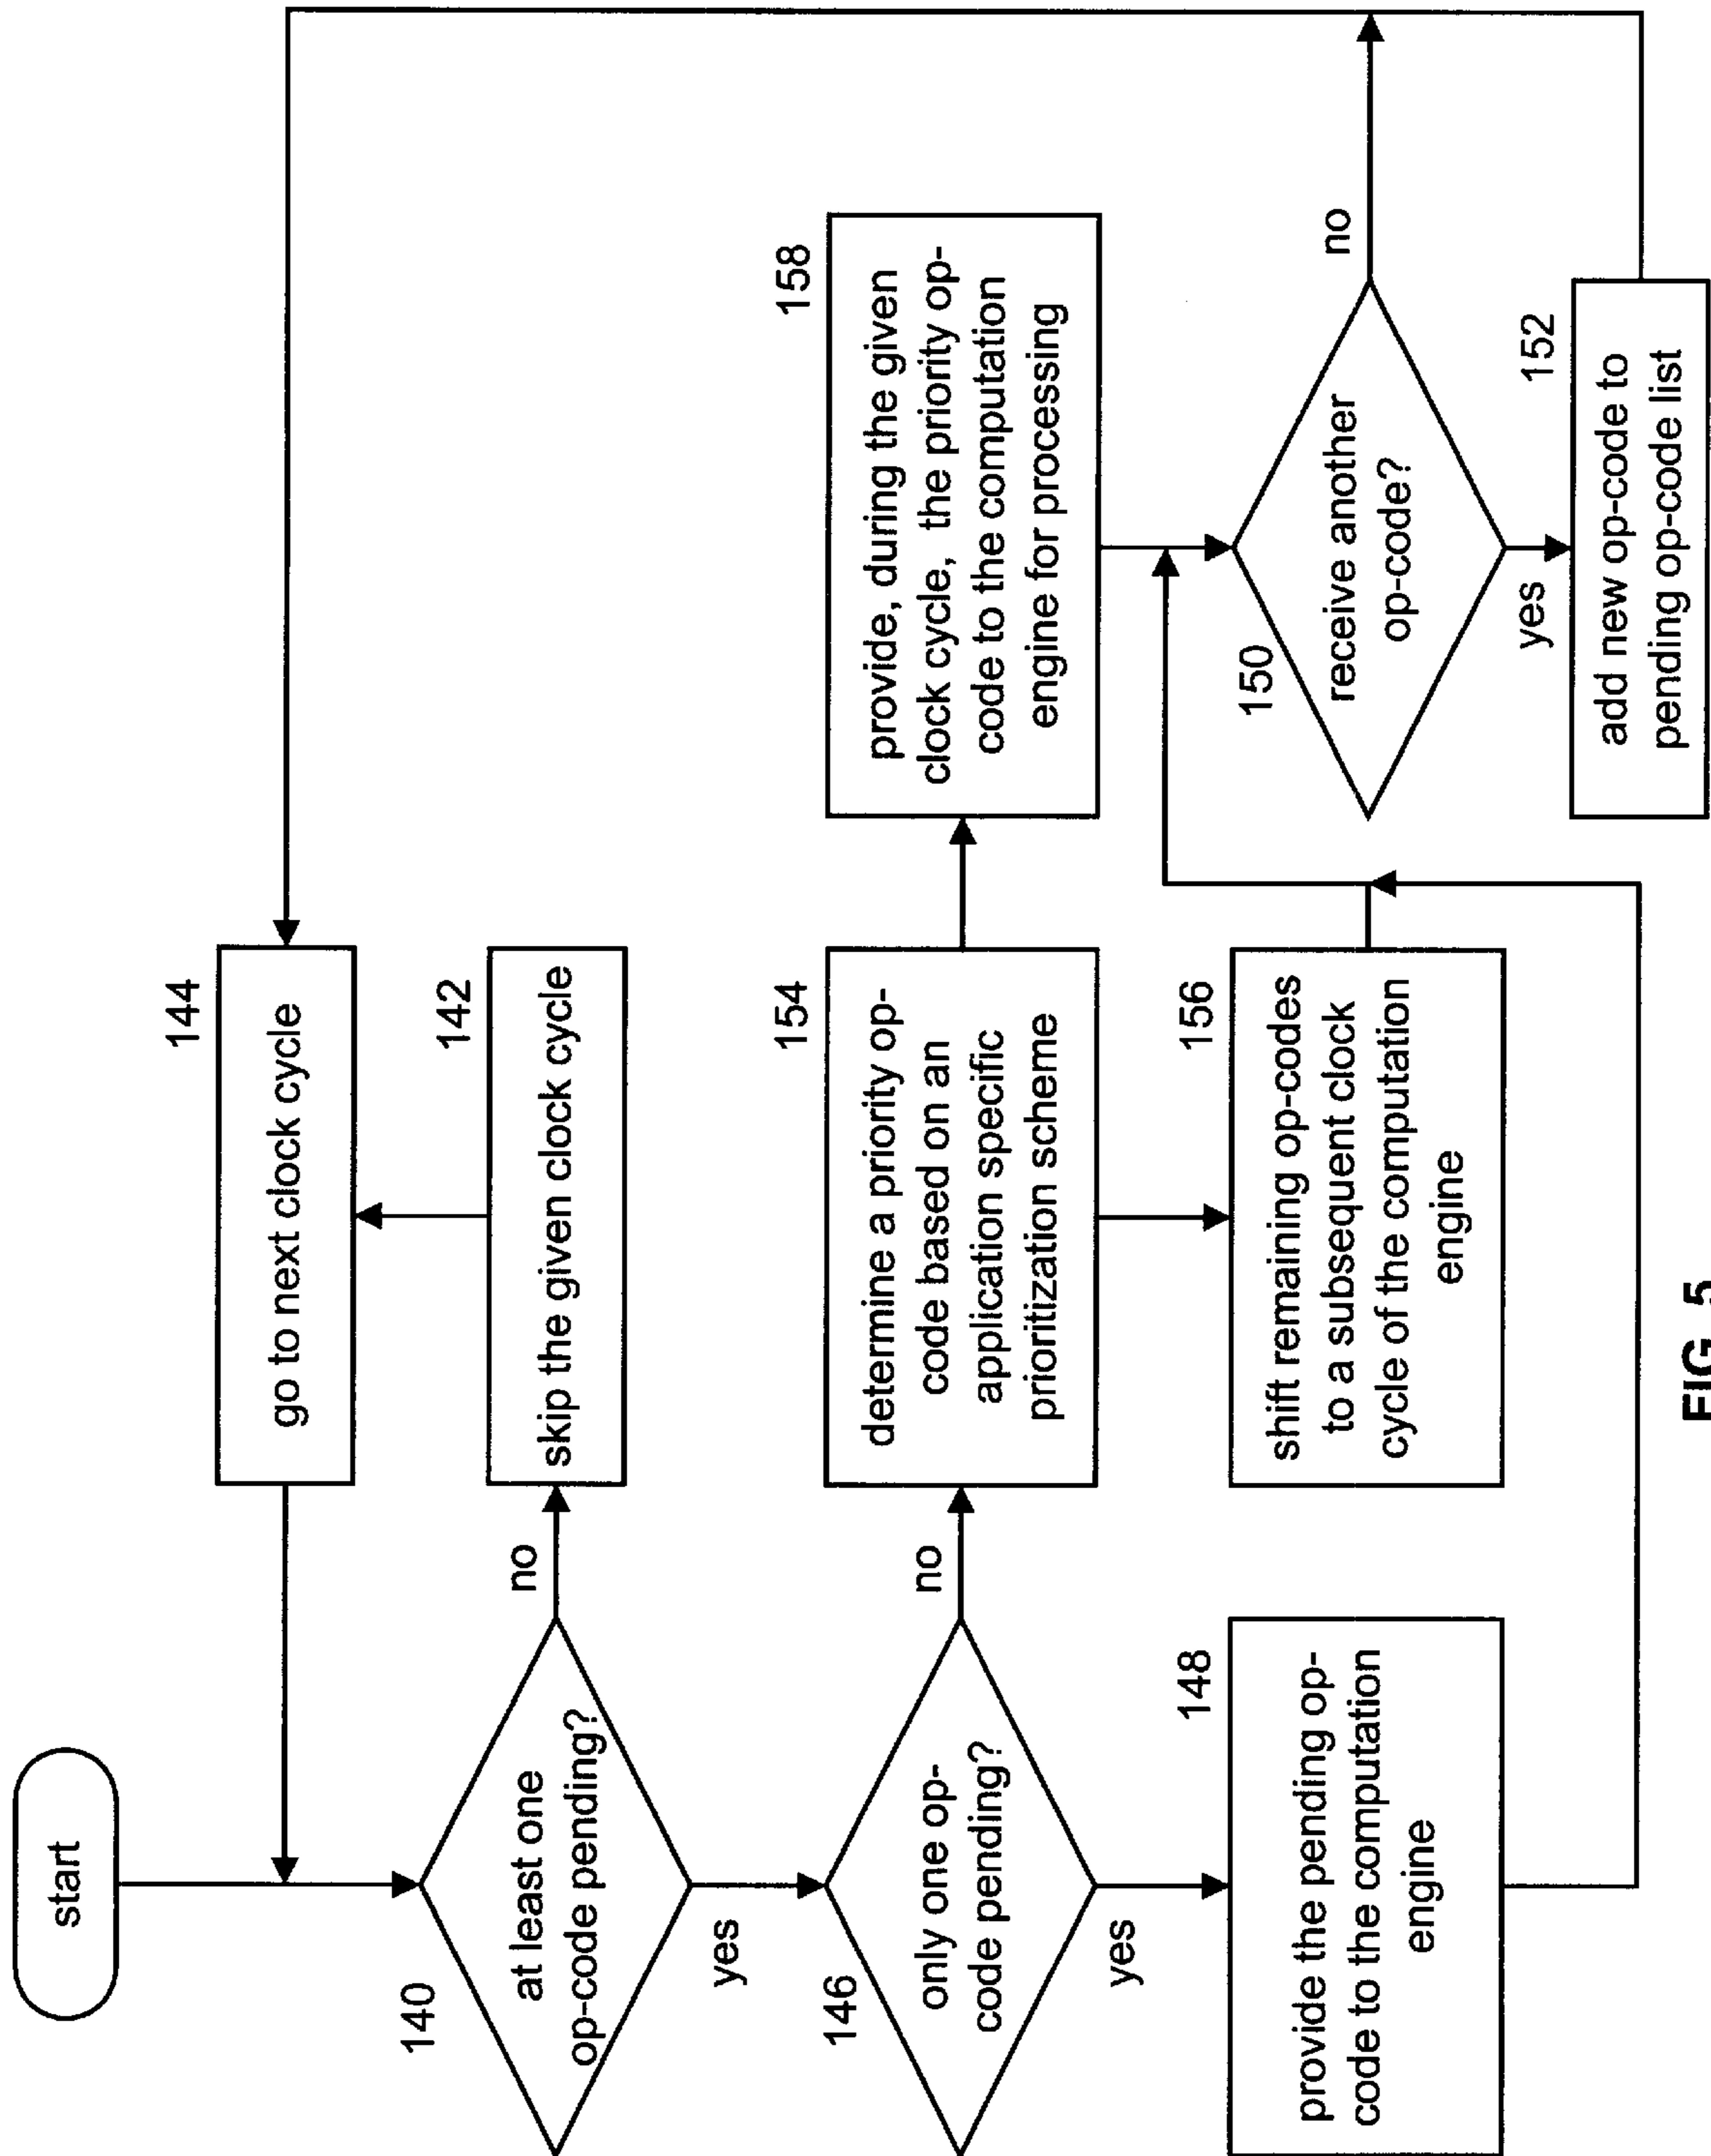 start
144
go to next clock cycle
140
at least one
op-code pending?
no
142
skip the given clock cycle
yes
146
only one op-
code pending?
no
154
determine a priority op-
code based on an
application specific
prioritization scheme
158
provide, during the given
clock cycle, the priority op-
code to the computation
engine for processing
yes
148
provide the pending op-
code to the computation
engine
156
shift remaining op-codes
to a subsequent clock
cycle of the computation
engine
150
receive another
op-code?
no
yes
152
add new op-code to
pending op-code list
FIG. 5